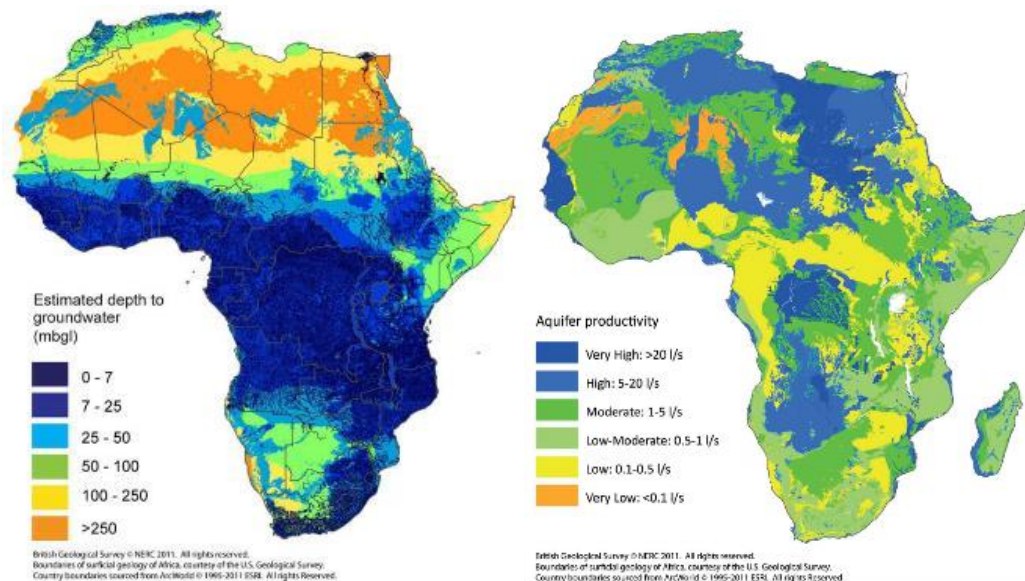 Estimated depth to
groundwater
(mbgl)
0 - 7
7 - 25
25 - 50
50 - 100
100 - 250
>250
British Geological Survey © NERC 2011. All rights reserved.
Boundaries of surficial geology of Africa, courtesy of the U.S. Geological Survey.
Country boundaries sourced from ArcWorld © 1995-2011 ESRI. All Rights Reserved.
Aquifer productivity
Very High: >20 l/s
High: 5-20 l/s
Moderate: 1-5 l/s
Low-Moderate: 0.5-1 l/s
Low: 0.1-0.5 l/s
Very Low: <0.1 l/s
British Geological Survey © NERC 2011. All rights reserved.
Boundaries of surficial geology of Africa, courtesy of the U.S. Geological Survey.
Country boundaries sourced from ArcWorld © 1995-2011 ESRI. All Rights Reserved